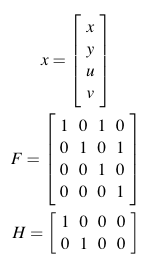 x = [ x
y
u
v ]
F = [ 1 0 1 0
0 1 0 1
0 0 1 0
0 0 0 1 ]
H = [ 1 0 0 0
0 1 0 0 ]